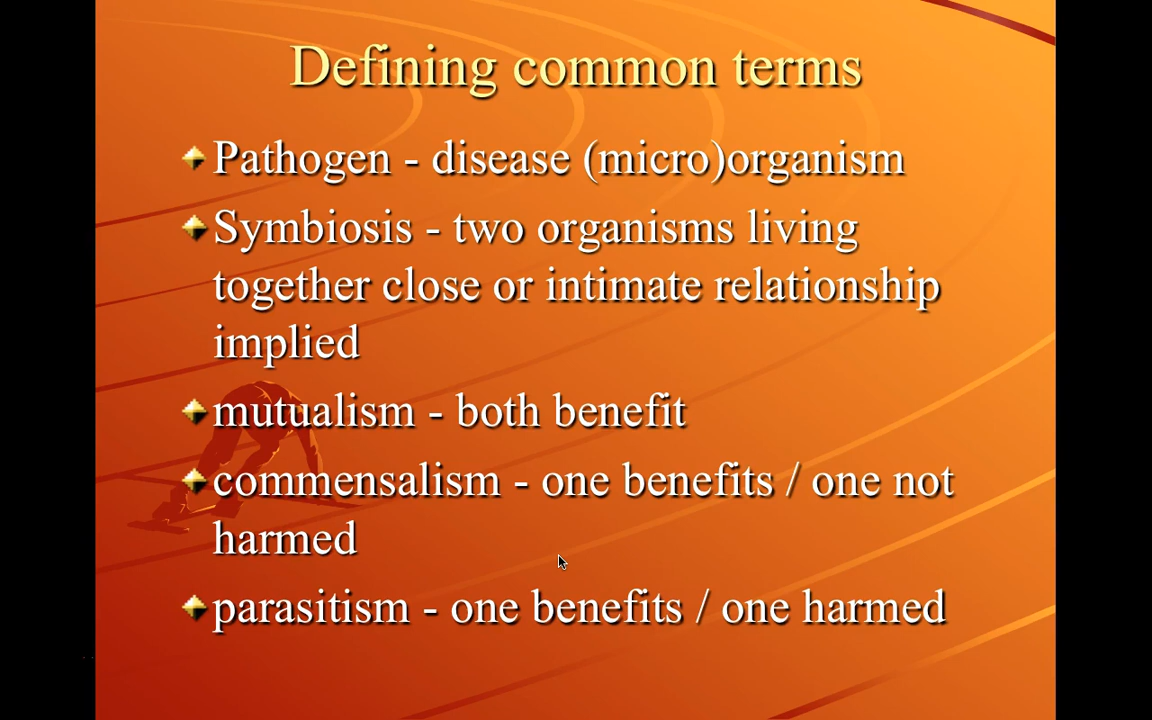 Defining common terms
Pathogen - disease (micro)organism
Symbiosis - two organisms living
together close or intimate relationship
implied
mutualism - both benefit
commensalism - one benefits / one not
harmed
parasitism - one benefits / one harmed